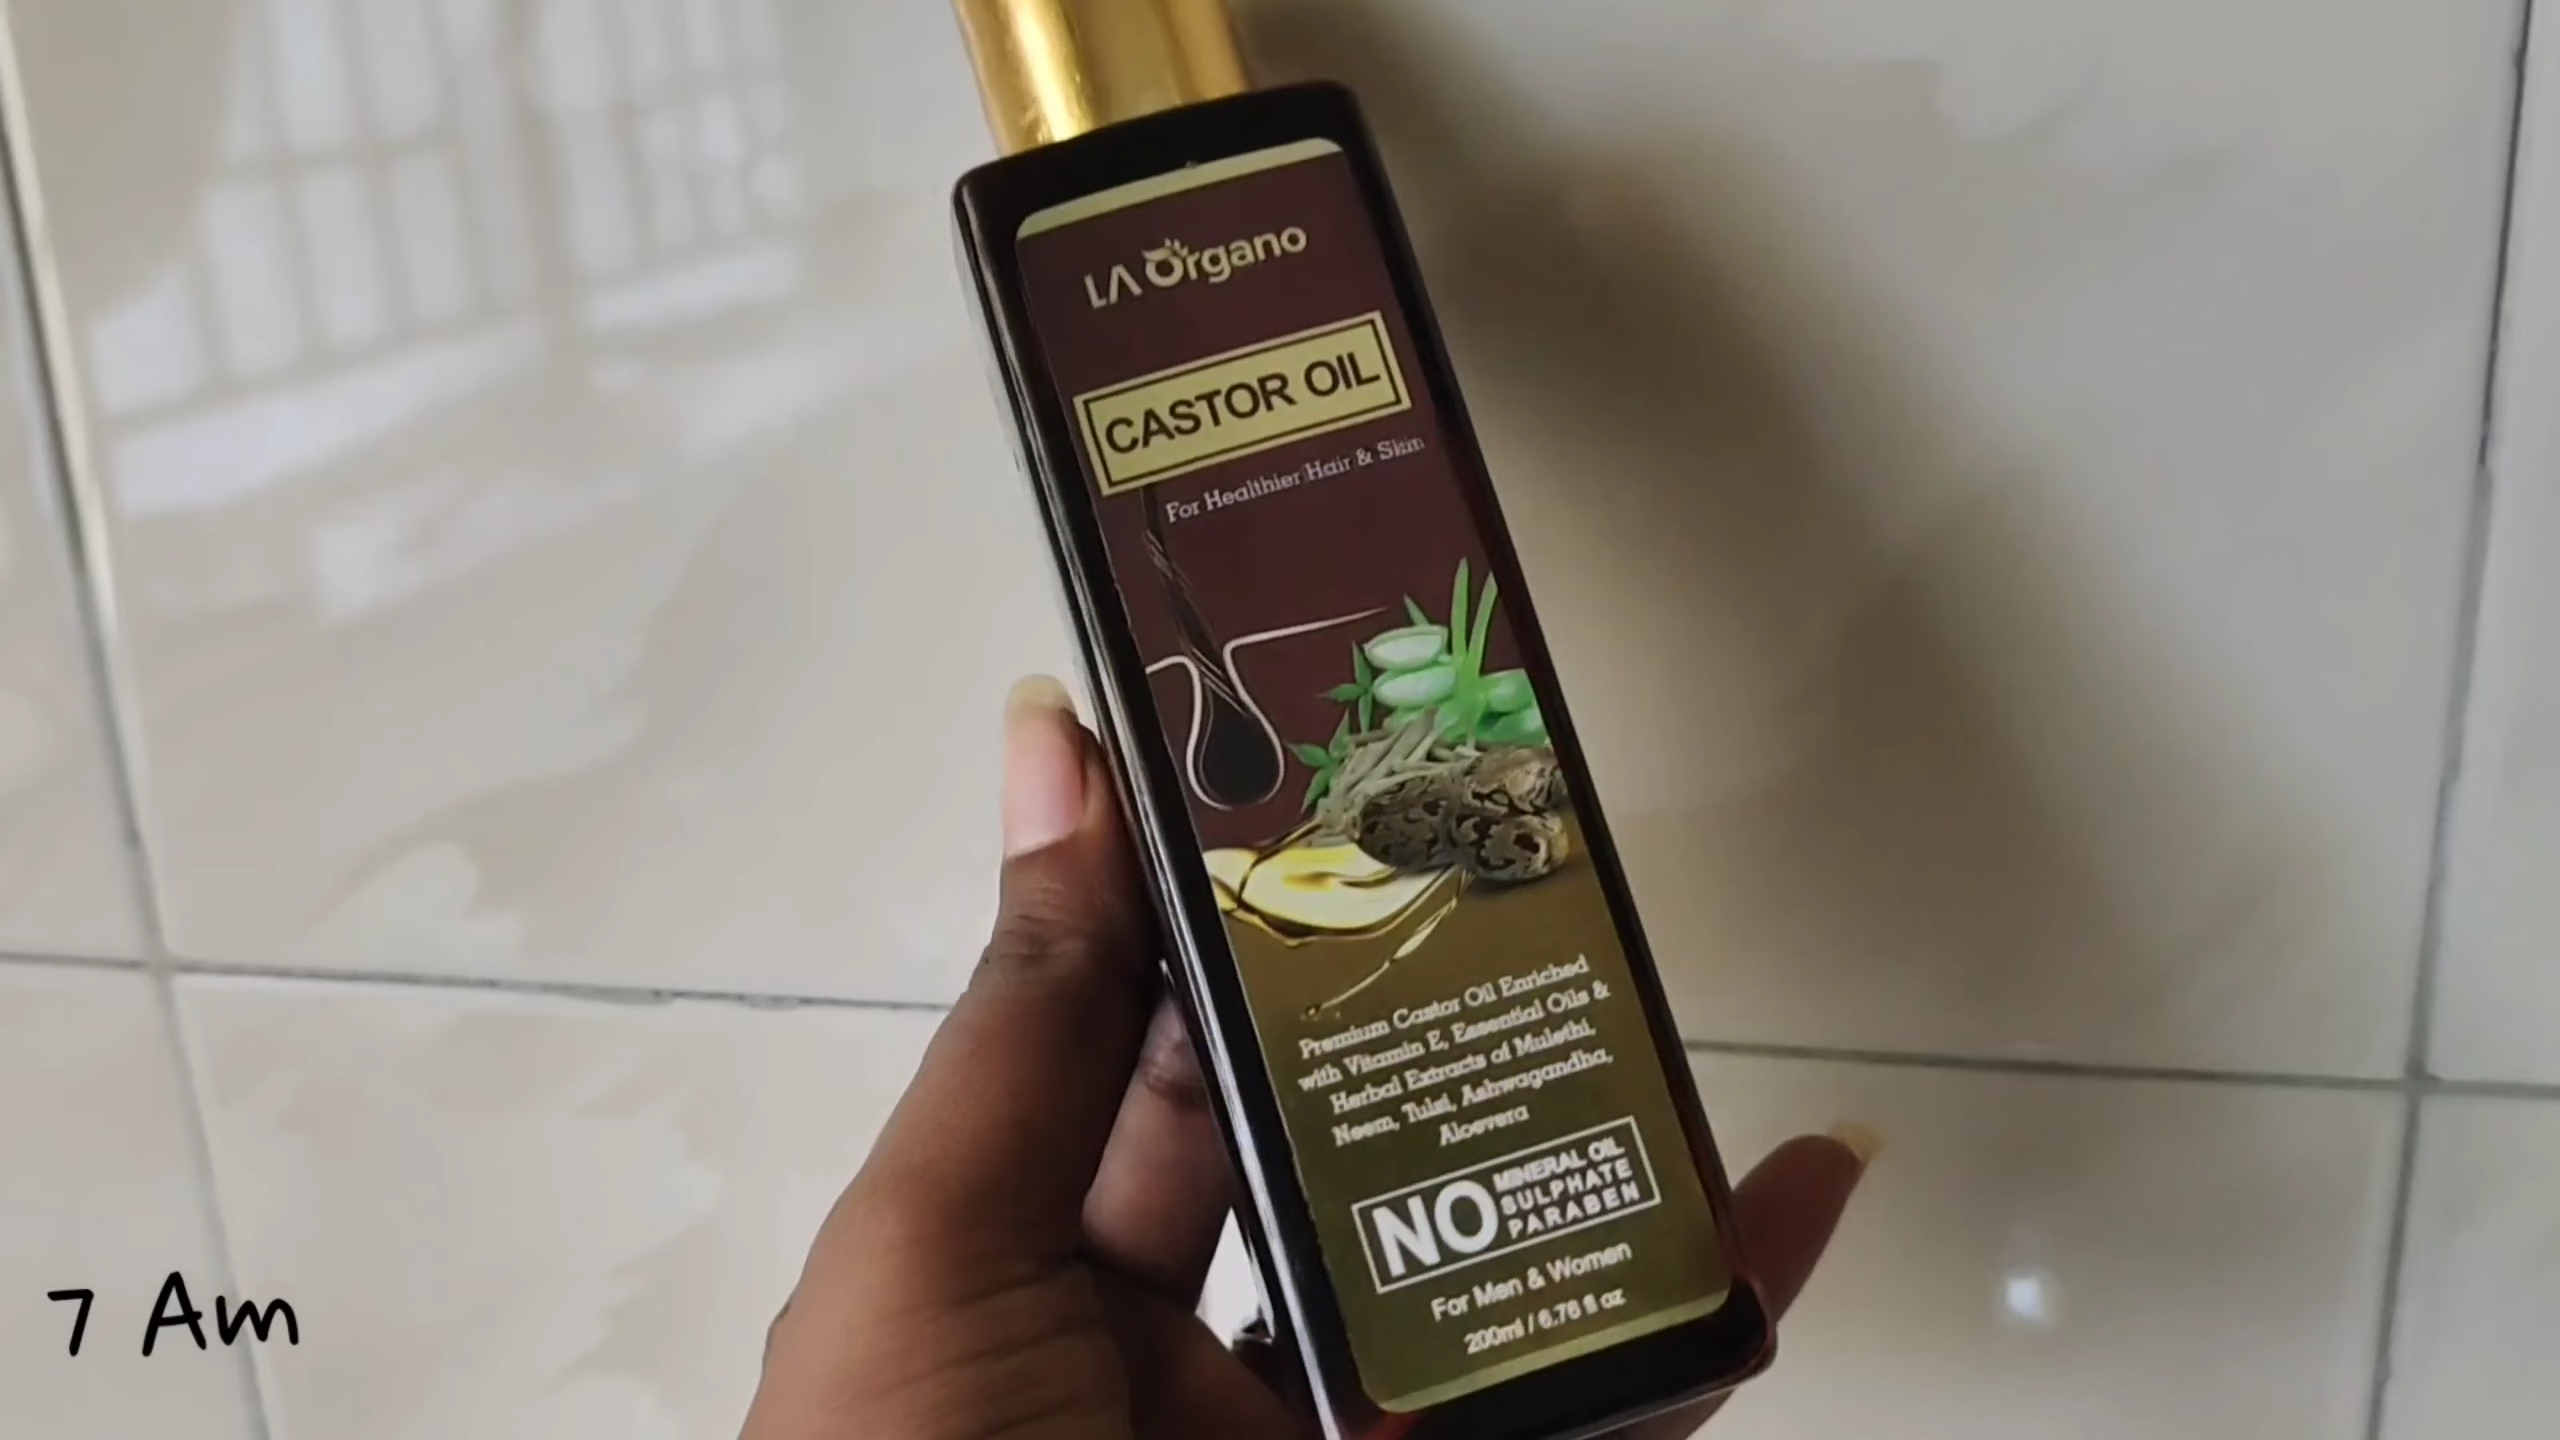 LA Organo
CASTOR OIL
For Healthier Hair & Skin
Premium Castor Oil Enriched
with Vitamin E, Essential Oils &
Herbal Extracts of Mulethi,
Neem, Tulsi, Ashwagandha,
Aloevera
NO MINERAL OIL
SULPHATE
PARABEN
For Men & Women
200ml / 6.76 fl oz
7 Am